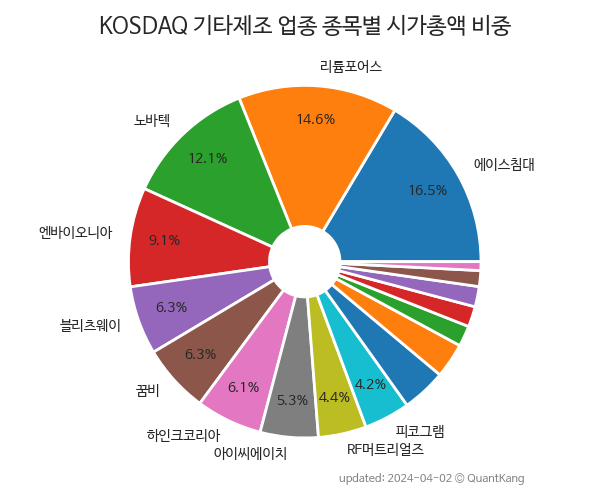 KOSDAQ 기타제조 업종 종목별 시가총액 비중
리튬포어스
14.6%
노바텍
12.1%
에이스침대
16.5%
엔바이오니아
9.1%
블리츠웨이
6.3%
꿈비
6.3%
하인크코리아
6.1%
아이씨에이치
5.3%
RF머트리얼즈
4.4%
피코그램
4.2%
updated: 2024-04-02 © QuantKang